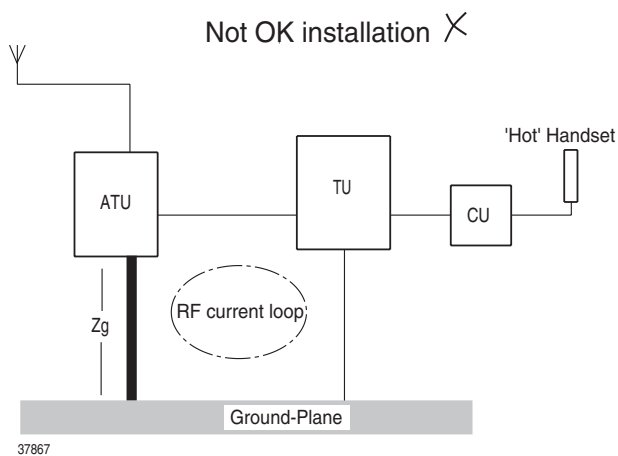 Not OK installation
'Hot' Handset
ATU
TU
CU
RF current loop
Zg
Ground-Plane
37867